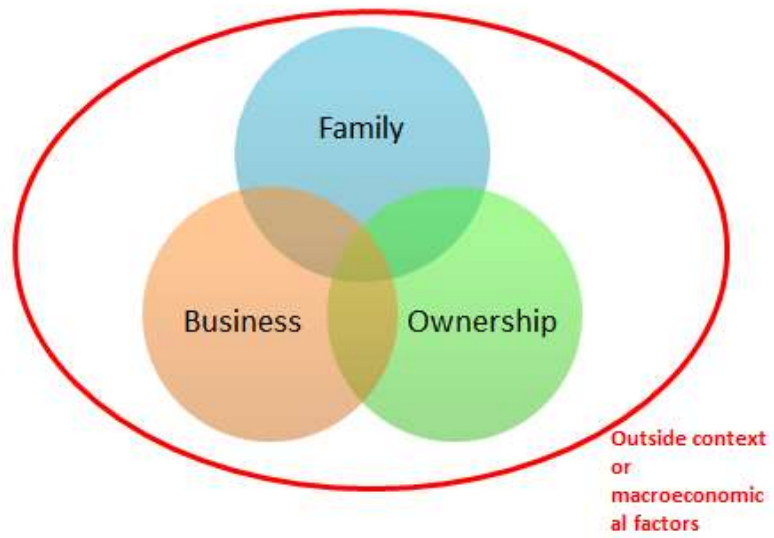 Family
Business
Ownership
Outside context
or
macroeconomic
al factors